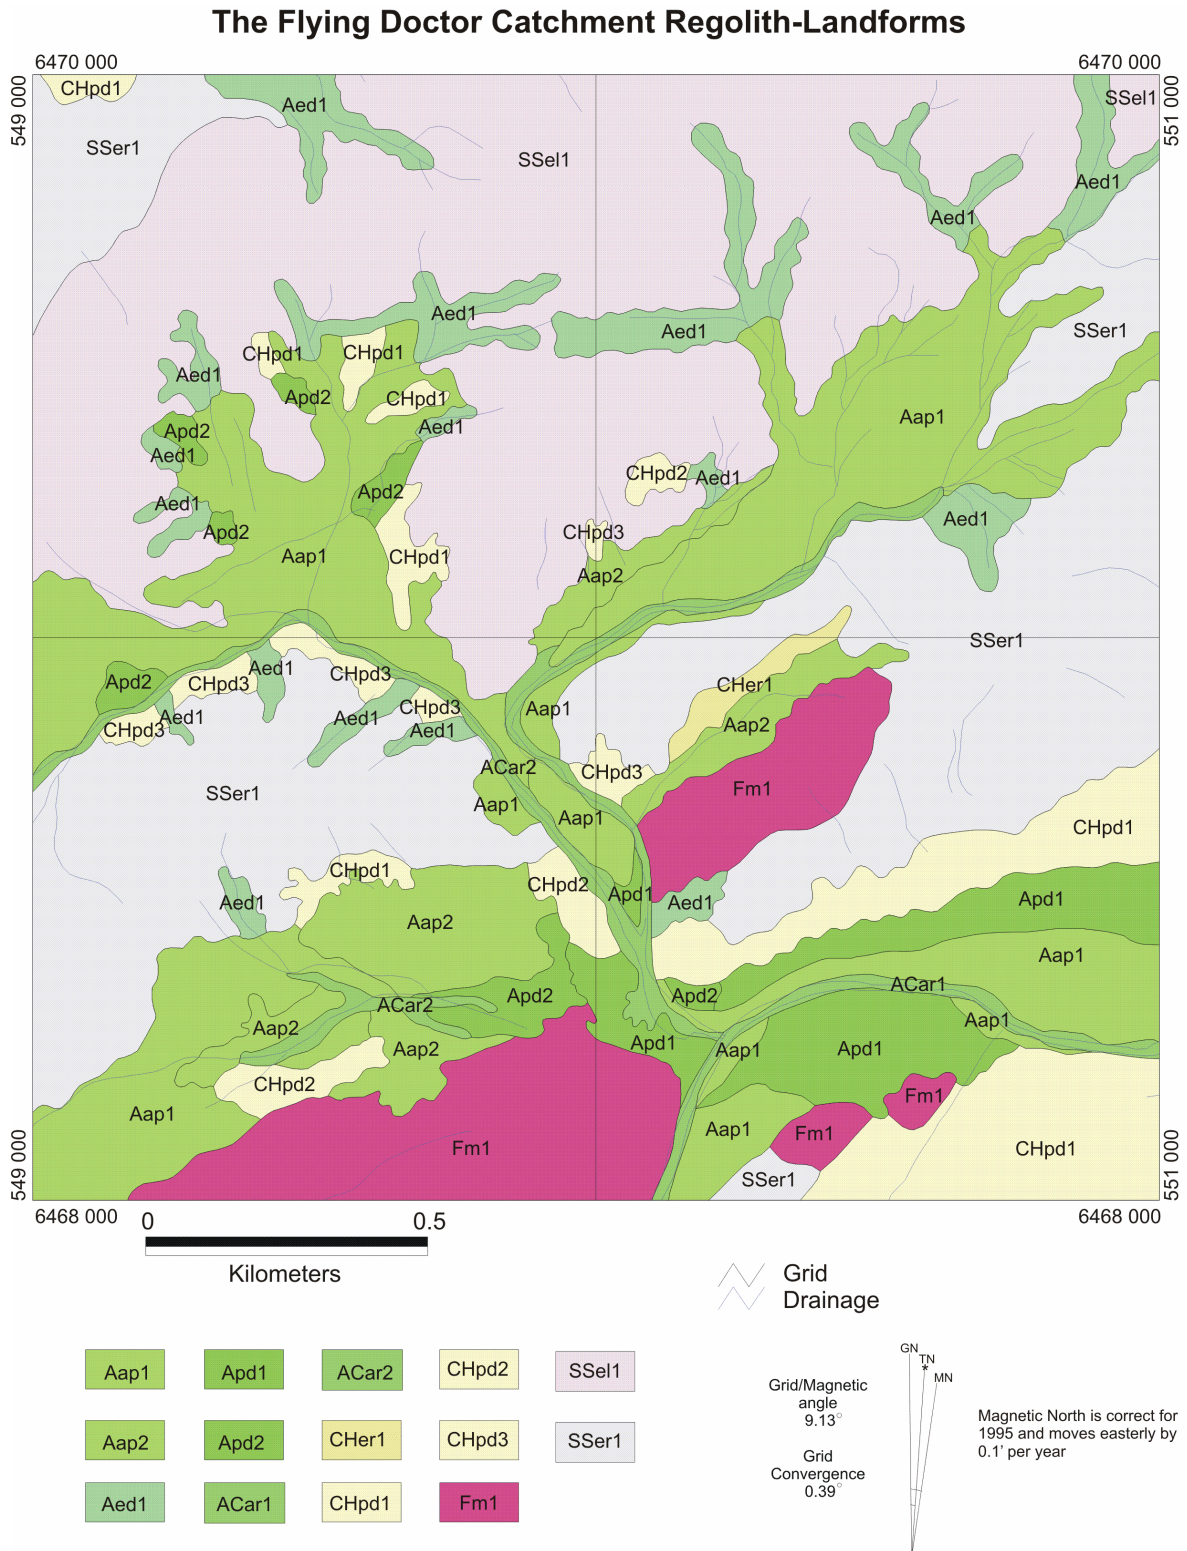 The Flying Doctor Catchment Regolith-Landforms
6470 000
6470 000
549 000
551 000
CHpd1
Aed1
SSel1
SSer1
SSel1
Aed1
Aed1
Aed1
Aed1
SSer1
CHpd1
CHpd1
Aed1
Apd2
CHpd1
Aap1
Apd2
Aed1
Aed1
CHpd2
Aed1
Apd2
Aed1
Aed1
Apd2
CHpd3
CHpd1
Aap1
Aap2
SSer1
Aed1
CHpd3
Apd2
CHpd3
CHer1
CHpd3
Aap1
Aed1
Aed1
CHpd3
Aed1
Aap2
ACar2
CHpd3
Fm1
SSer1
Aap1
Aap1
CHpd1
CHpd1
CHpd2
Apd1
Aed1
Aed1
Apd1
Aap2
Aap1
ACar1
Apd2
Apd2
ACar2
Aap1
Aap2
Apd1
Aap2
Aap1
Apd1
CHpd2
Fm1
Aap1
Aap1
Fm1
Fm1
CHpd1
SSer1
549 000
551 000
6468 000
6468 000
0
0.5
Kilometers
Grid
Drainage
Aap1
Apd1
ACar2
CHpd2
SSel1
Aap2
Apd2
CHer1
CHpd3
SSer1
Aed1
ACar1
CHpd1
Fm1
GN
TN
*
MN
Grid/Magnetic
angle
9.13°
Grid
Convergence
0.39°
Magnetic North is correct for
1995 and moves easterly by
0.1' per year